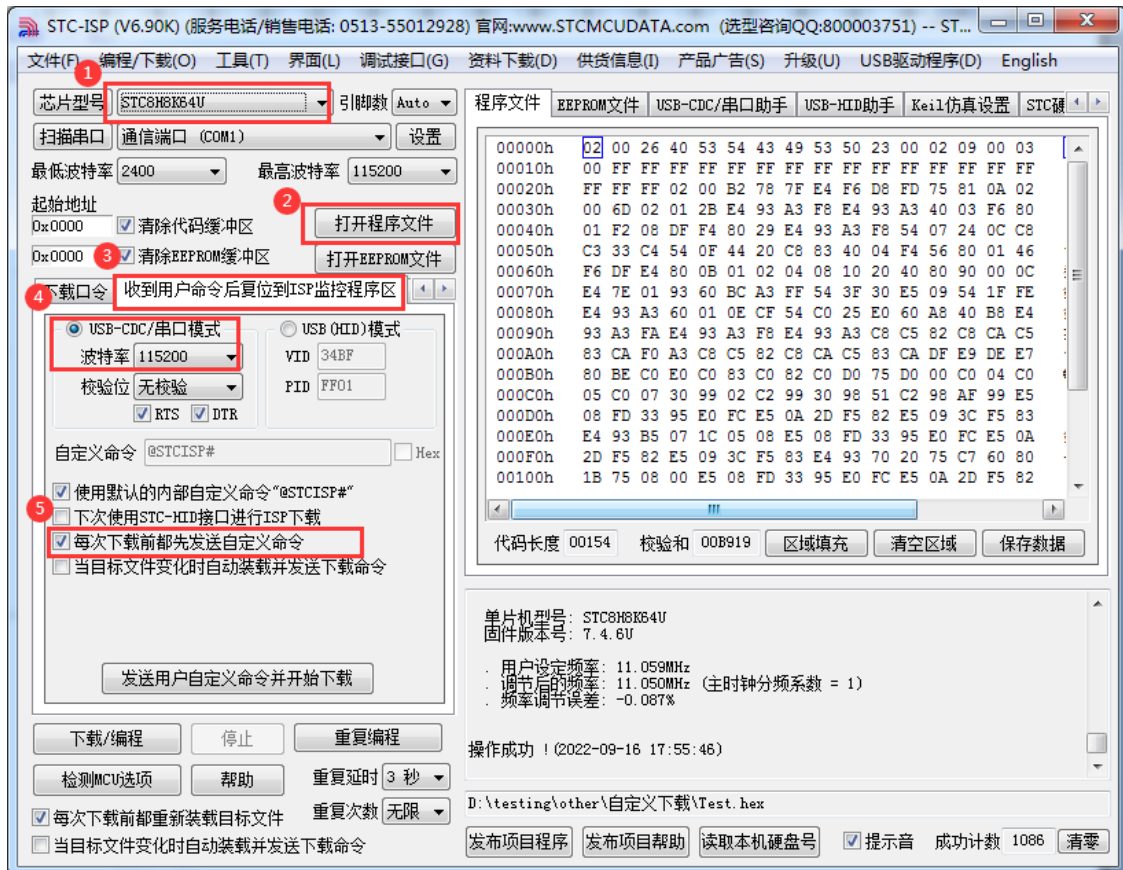 STC-ISP (V6.90K) (服务电话/销售电话: 0513-55012928) 官网:www.STCMCUDATA.com (选型咨询QQ:800003751) -- ST...
文件(F) 编程/下载(O) 工具(T) 界面(L) 调试接口(G) 资料下载(D) 供货信息(I) 产品广告(S) 升级(U) USB驱动程序(D) English
1
芯片型号 STC8H8K64U 引脚数 Auto
扫描串口 通信端口 (COM1) 设置
最低波特率 2400 最高波特率 115200
起始地址
2
0x0000 清除代码缓冲区 打开程序文件
0x0000 3 清除EEPROM缓冲区 打开EEPROM文件
4 下载口令 收到用户命令后复位到ISP监控程序区
USB-CDC/串口模式 USB(HID)模式
波特率 115200 VID 34BF
校验位 无校验 PID FF01
RTS DTR
自定义命令 @STCISP# Hex
使用默认的内部自定义命令"@STCISP#"
5 下次使用STC-HID接口进行ISP下载
每次下载前都先发送自定义命令
当目标文件变化时自动装载并发送下载命令
发送用户自定义命令并开始下载
下载/编程 停止 重复编程
检测MCU选项 帮助 重复延时 3 秒
每次下载前都重新装载目标文件 重复次数 无限
当目标文件变化时自动装载并发送下载命令
程序文件 EEPROM文件 USB-CDC/串口助手 USB-HID助手 Keil仿真设置 STC硬
00000h 02 00 26 40 53 54 43 49 53 50 23 00 02 09 00 03
00010h 00 FF FF FF FF FF FF FF FF FF FF FF FF FF FF FF
00020h FF FF FF 02 00 B2 78 7F E4 F6 D8 FD 75 81 0A 02
00030h 00 6D 02 01 2B E4 93 A3 F8 E4 93 A3 40 03 F6 80
00040h 01 F2 08 DF F4 80 29 E4 93 A3 F8 54 07 24 0C C8
00050h C3 33 C4 54 0F 44 20 C8 83 40 04 F4 56 80 01 46
00060h F6 DF E4 80 0B 01 02 04 08 10 20 40 80 90 00 0C
00070h E4 7E 01 93 60 BC A3 FF 54 3F 30 E5 09 54 1F FE
00080h E4 93 A3 60 01 0E CF 54 C0 25 E0 60 A8 40 B8 E4
00090h 93 A3 FA E4 93 A3 F8 E4 93 A3 C8 C5 82 C8 CA C5
000A0h 83 CA F0 A3 C8 C5 82 C8 CA C5 83 CA DF E9 DE E7
000B0h 80 BE C0 E0 C0 83 C0 82 C0 D0 75 D0 00 C0 04 C0
000C0h 05 C0 07 30 99 02 C2 99 30 98 51 C2 98 AF 99 E5
000D0h 08 FD 33 95 E0 FC E5 0A 2D F5 82 E5 09 3C F5 83
000E0h E4 93 B5 07 1C 05 08 E5 08 FD 33 95 E0 FC E5 0A
000F0h 2D F5 82 E5 09 3C F5 83 E4 93 70 20 75 C7 60 80
00100h 1B 75 08 00 E5 08 FD 33 95 E0 FC E5 0A 2D F5 82
代码长度 00154 校验和 00B919 区域填充 清空区域 保存数据
单片机型号: STC8H8K64U
固件版本号: 7.4.6U
. 用户设定频率: 11.059MHz
. 调节后的频率: 11.050MHz (主时钟分频系数 = 1)
. 频率调节误差: -0.087%
操作成功 !(2022-09-16 17:55:46)
D:\testing\other\自定义下载\Test.hex
发布项目程序 发布项目帮助 读取本机硬盘号 提示音 成功计数 1086 清零